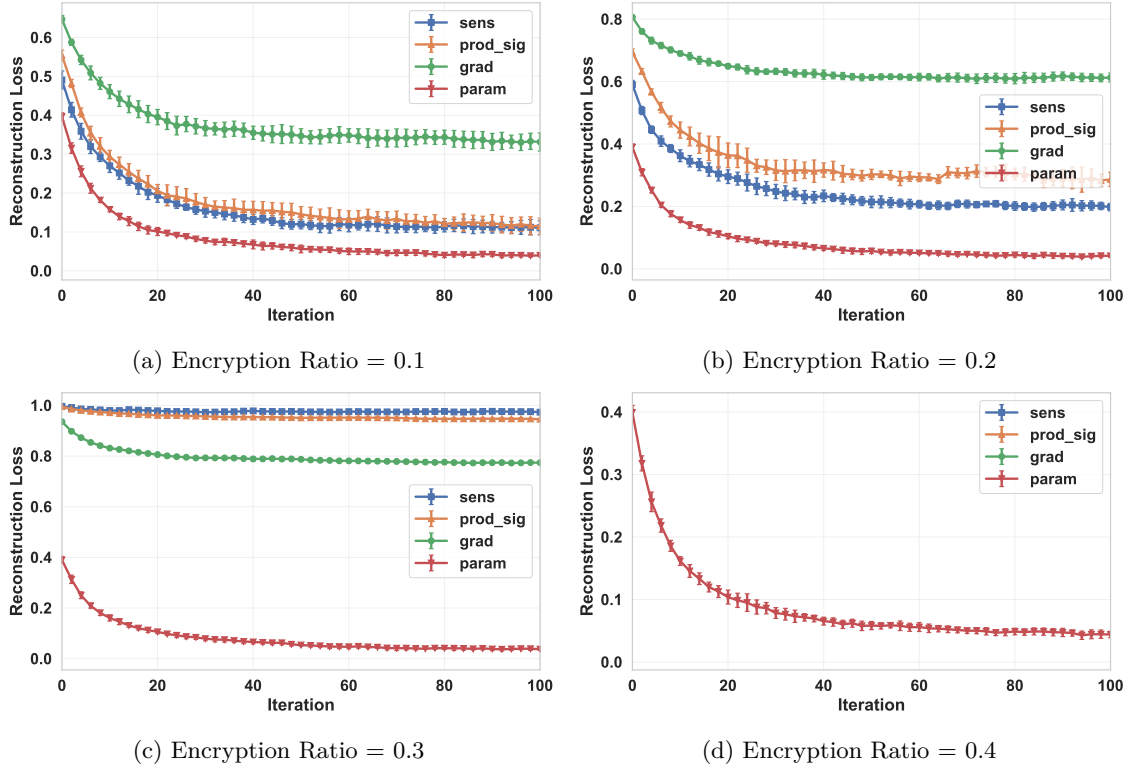 Reconstruction Loss
0.6
0.5
0.4
0.3
0.2
0.1
0.0
sens
prod_sig
grad
param
0 20 40 60 80 100
Iteration
(a) Encryption Ratio = 0.1
Reconstruction Loss
0.8
0.6
0.4
0.2
0.0
sens
prod_sig
grad
param
0 20 40 60 80 100
Iteration
(b) Encryption Ratio = 0.2
Reconstruction Loss
1.0
0.8
0.6
0.4
0.2
0.0
sens
prod_sig
grad
param
0 20 40 60 80 100
Iteration
(c) Encryption Ratio = 0.3
Reconstruction Loss
0.4
0.3
0.2
0.1
0.0
sens
prod_sig
grad
param
0 20 40 60 80 100
Iteration
(d) Encryption Ratio = 0.4